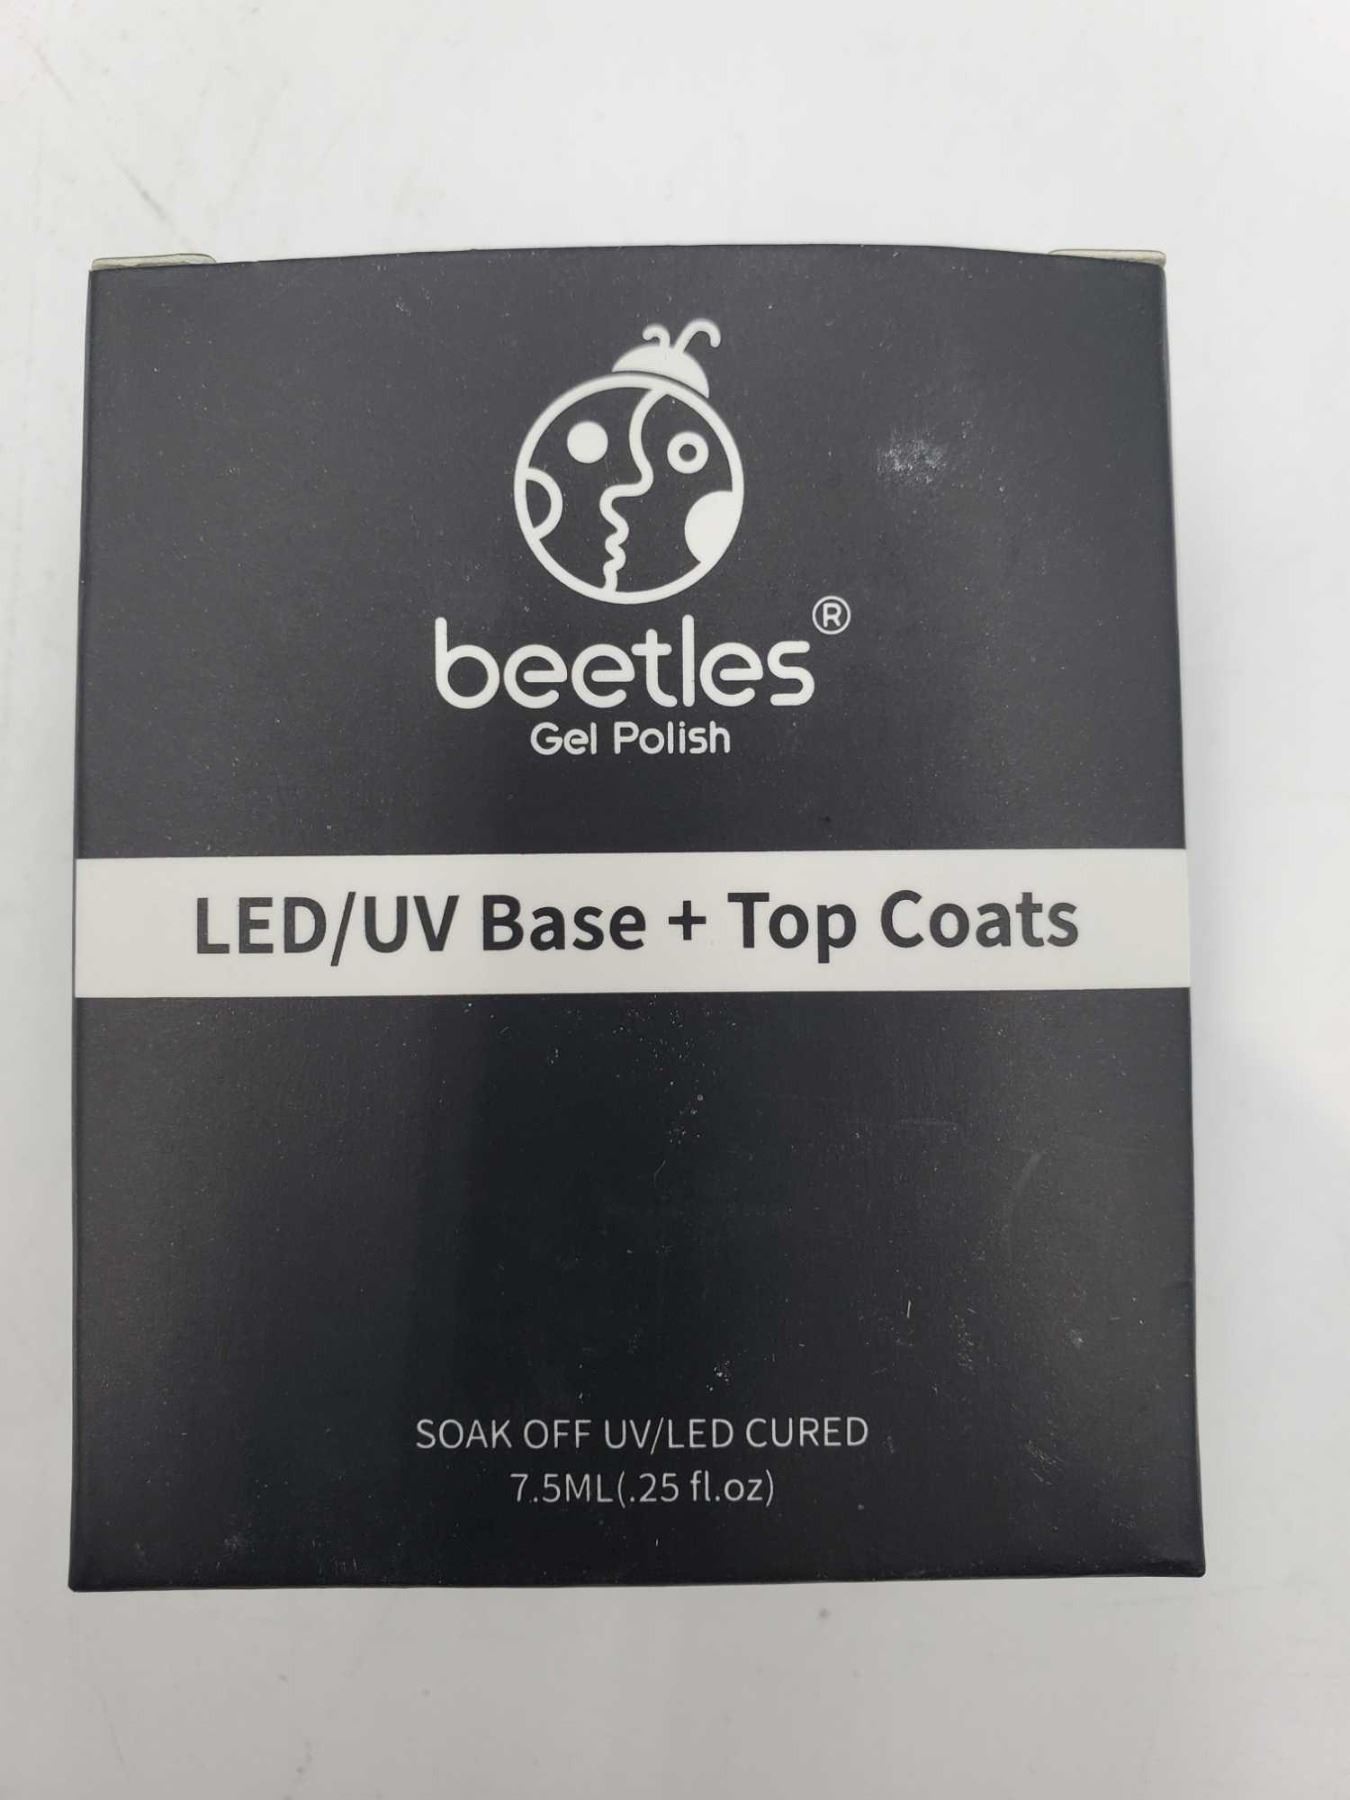 beetles®
Gel Polish
LED/UV Base + Top Coats
SOAK OFF UV/LED CURED
7.5ML(.25 fl.oz)